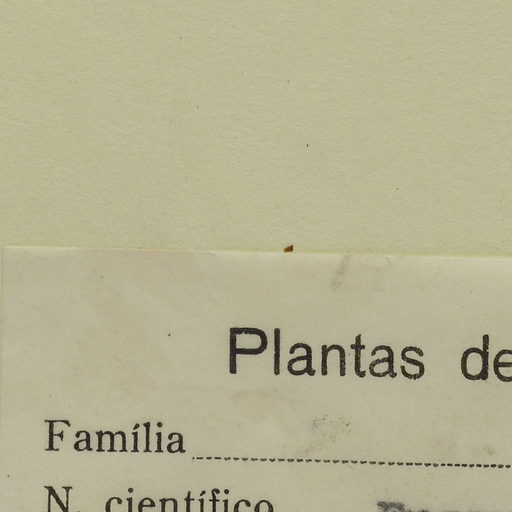 Plantas de
Família
N. científico